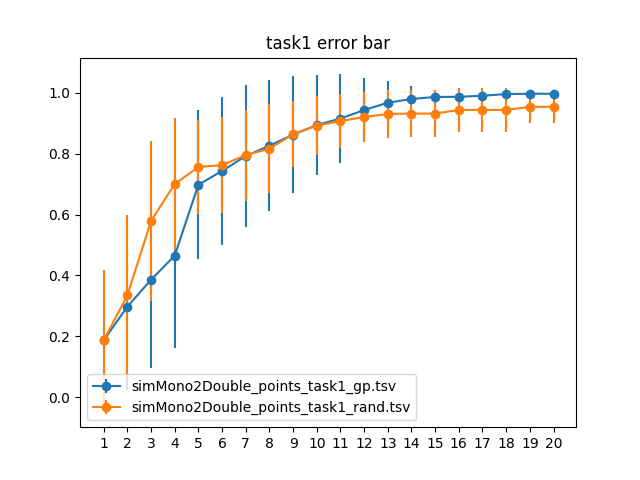 task1 error bar
1.0
0.8
0.6
0.4
0.2
0.0
simMono2Double_points_task1_gp.tsv
simMono2Double_points_task1_rand.tsv
1 2 3 4 5 6 7 8 9 10 11 12 13 14 15 16 17 18 19 20